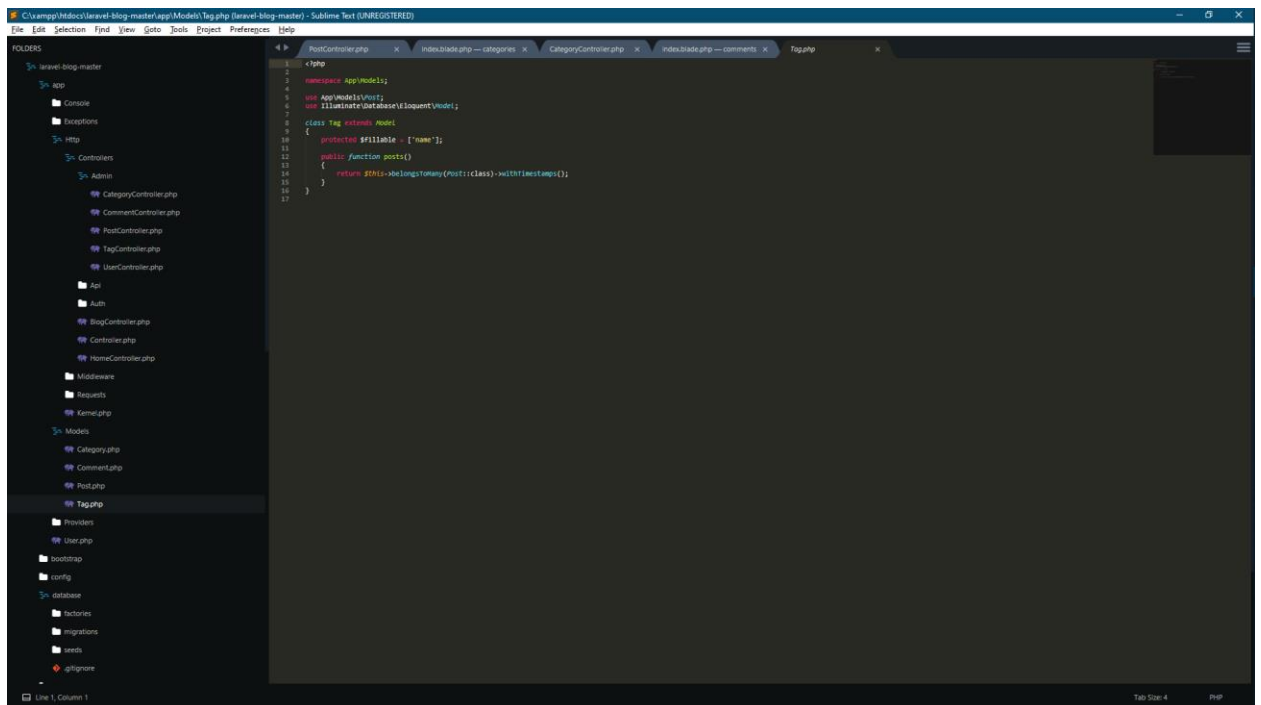 C:\xampp\htdocs\laravel-blog-master\app\Models\Tag.php (laravel-blog-master) - Sublime Text (UNREGISTERED)
File Edit Selection Find View Goto Tools Project Preferences Help
FOLDERS
laravel-blog-master
app
Console
Exceptions
Http
Controllers
Admin
CategoryController.php
CommentController.php
PostController.php
TagController.php
UserController.php
Api
Auth
BlogController.php
Controller.php
HomeController.php
Middleware
Requests
Kernel.php
Models
Category.php
Comment.php
Post.php
Tag.php
Providers
User.php
bootstrap
config
database
factories
migrations
seeds
.gitignore
PostController.php × index.blade.php — categories × CategoryController.php × index.blade.php — comments × Tag.php ×
1 <?php
2
3 namespace App\Models;
4
5 use App\Models\Post;
6 use Illuminate\Database\Eloquent\Model;
7
8 class Tag extends Model
9 {
10 protected $fillable = ['name'];
11
12 public function posts()
13 {
14 return $this->belongsToMany(Post::class)->withTimestamps();
15 }
16 }
17
Line 1, Column 1
Tab Size: 4 PHP